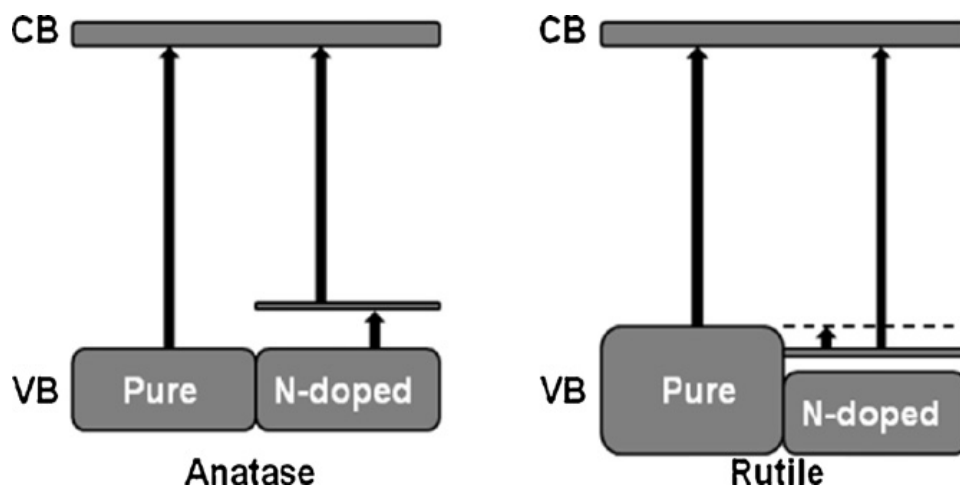 CB
VB
Pure
N-doped
Anatase
CB
VB
Pure
N-doped
Rutile